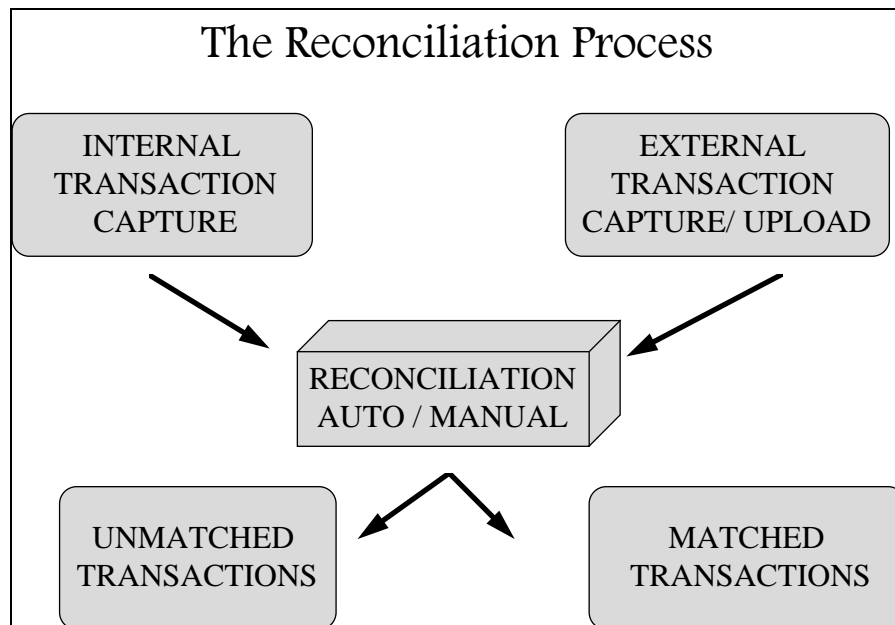 The Reconciliation Process
INTERNAL
TRANSACTION
CAPTURE
EXTERNAL
TRANSACTION
CAPTURE/ UPLOAD
RECONCILIATION
AUTO / MANUAL
UNMATCHED
TRANSACTIONS
MATCHED
TRANSACTIONS